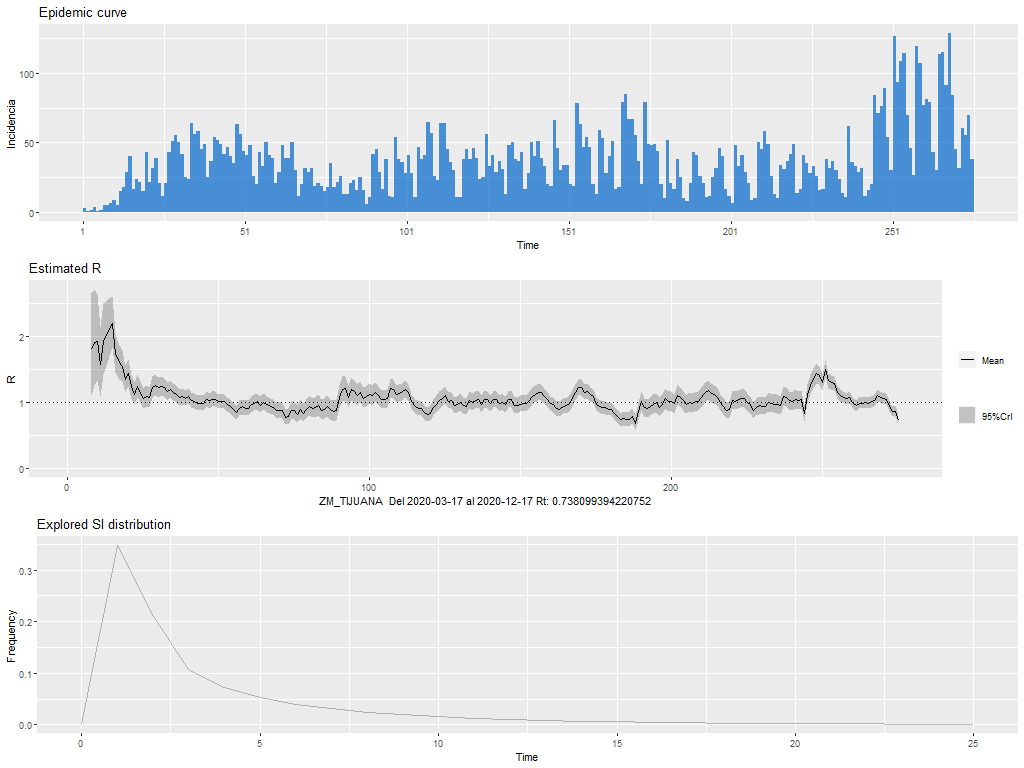 Epidemic curve
Incidencia
100
50
0
1
51
101
151
201
251
Time
Estimated R
R
2
1
0
0
100
200
ZM_TIJUANA Del 2020-03-17 al 2020-12-17 Rt: 0.738099394220752
Mean
95%CrI
Explored SI distribution
Frequency
0.3
0.2
0.1
0.0
0
5
10
15
20
25
Time